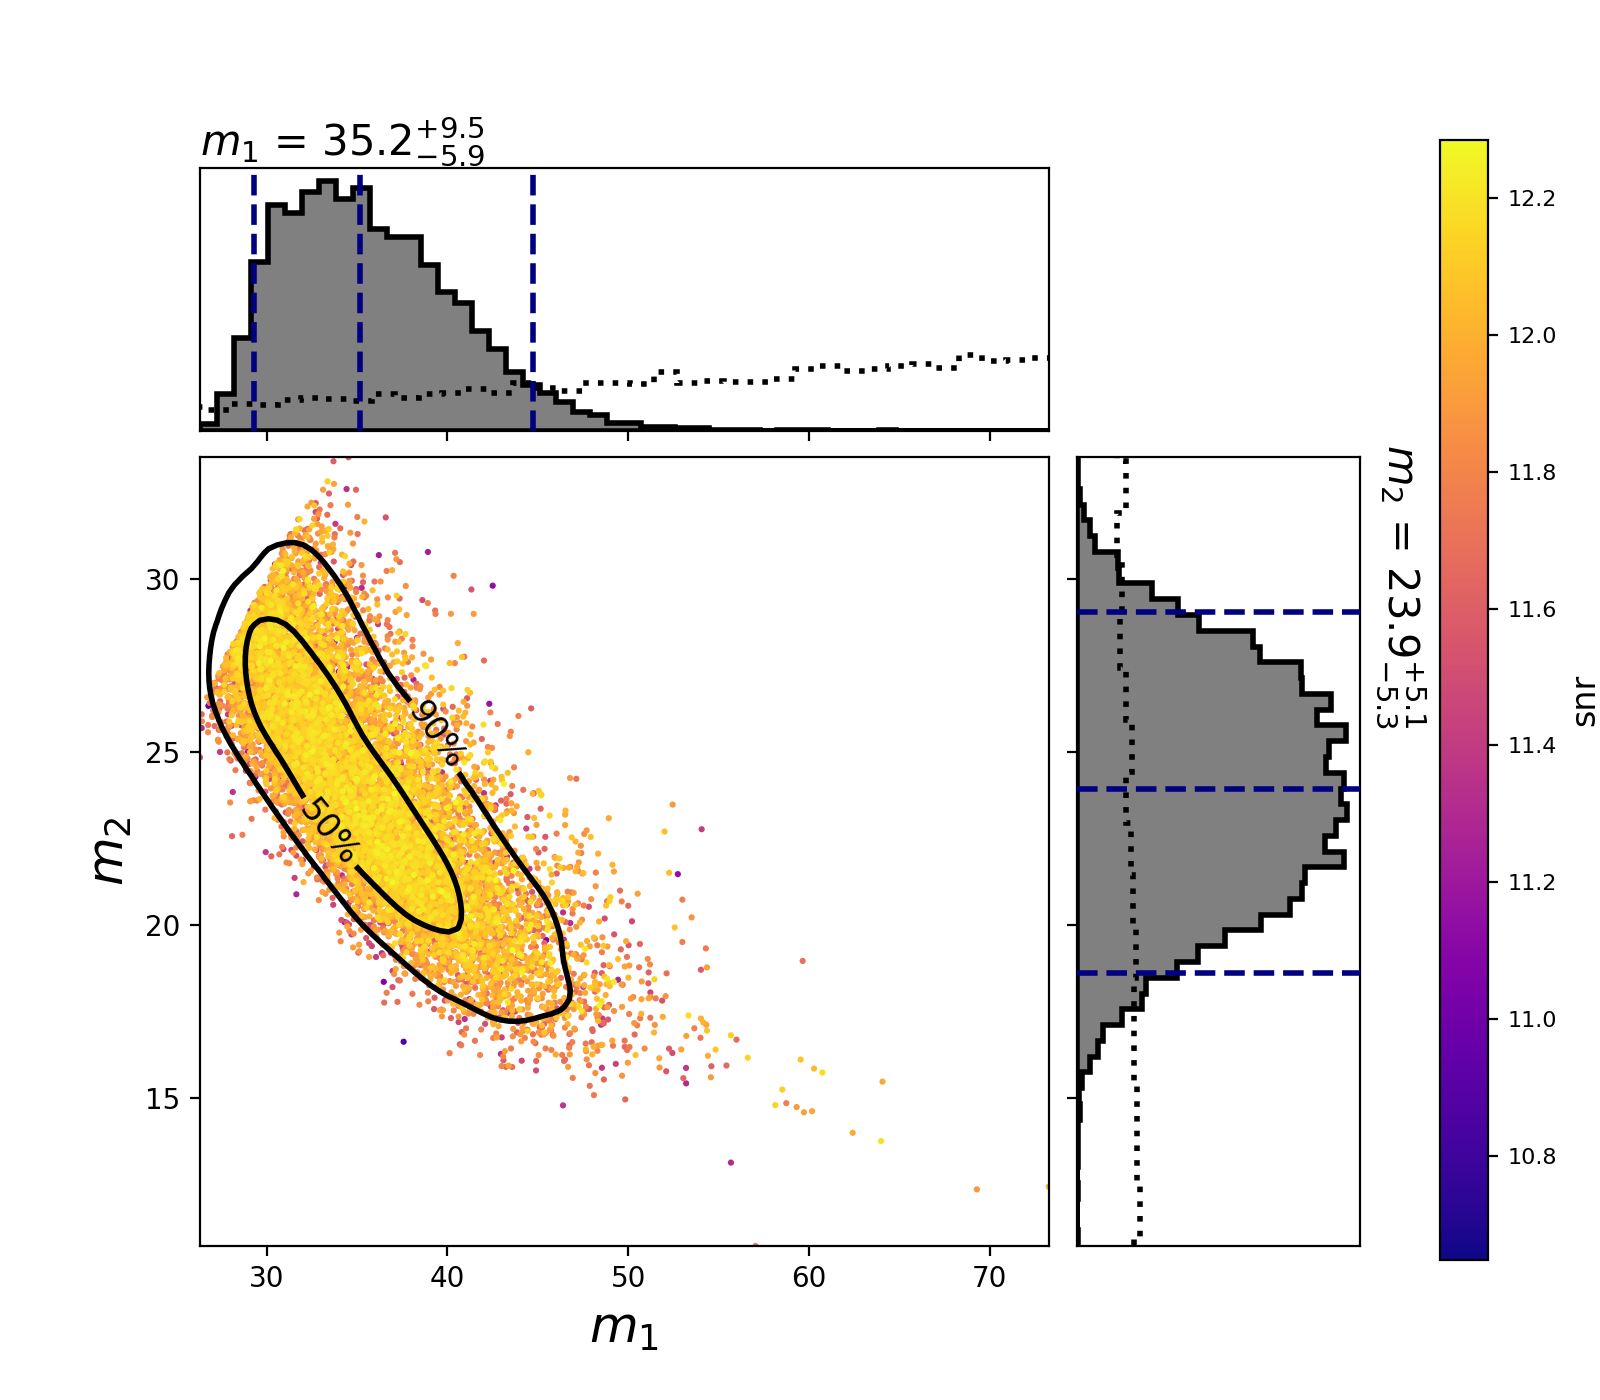 m₁ = 35.2⁺⁹·⁵₋₅.₉
m₂ = 23.9⁺⁵·¹₋₅.₃
90%
50%
30
25
20
15
m₂
30 40 50 60 70
m₁
12.2
12.0
11.8
11.6
11.4
11.2
11.0
10.8
snr